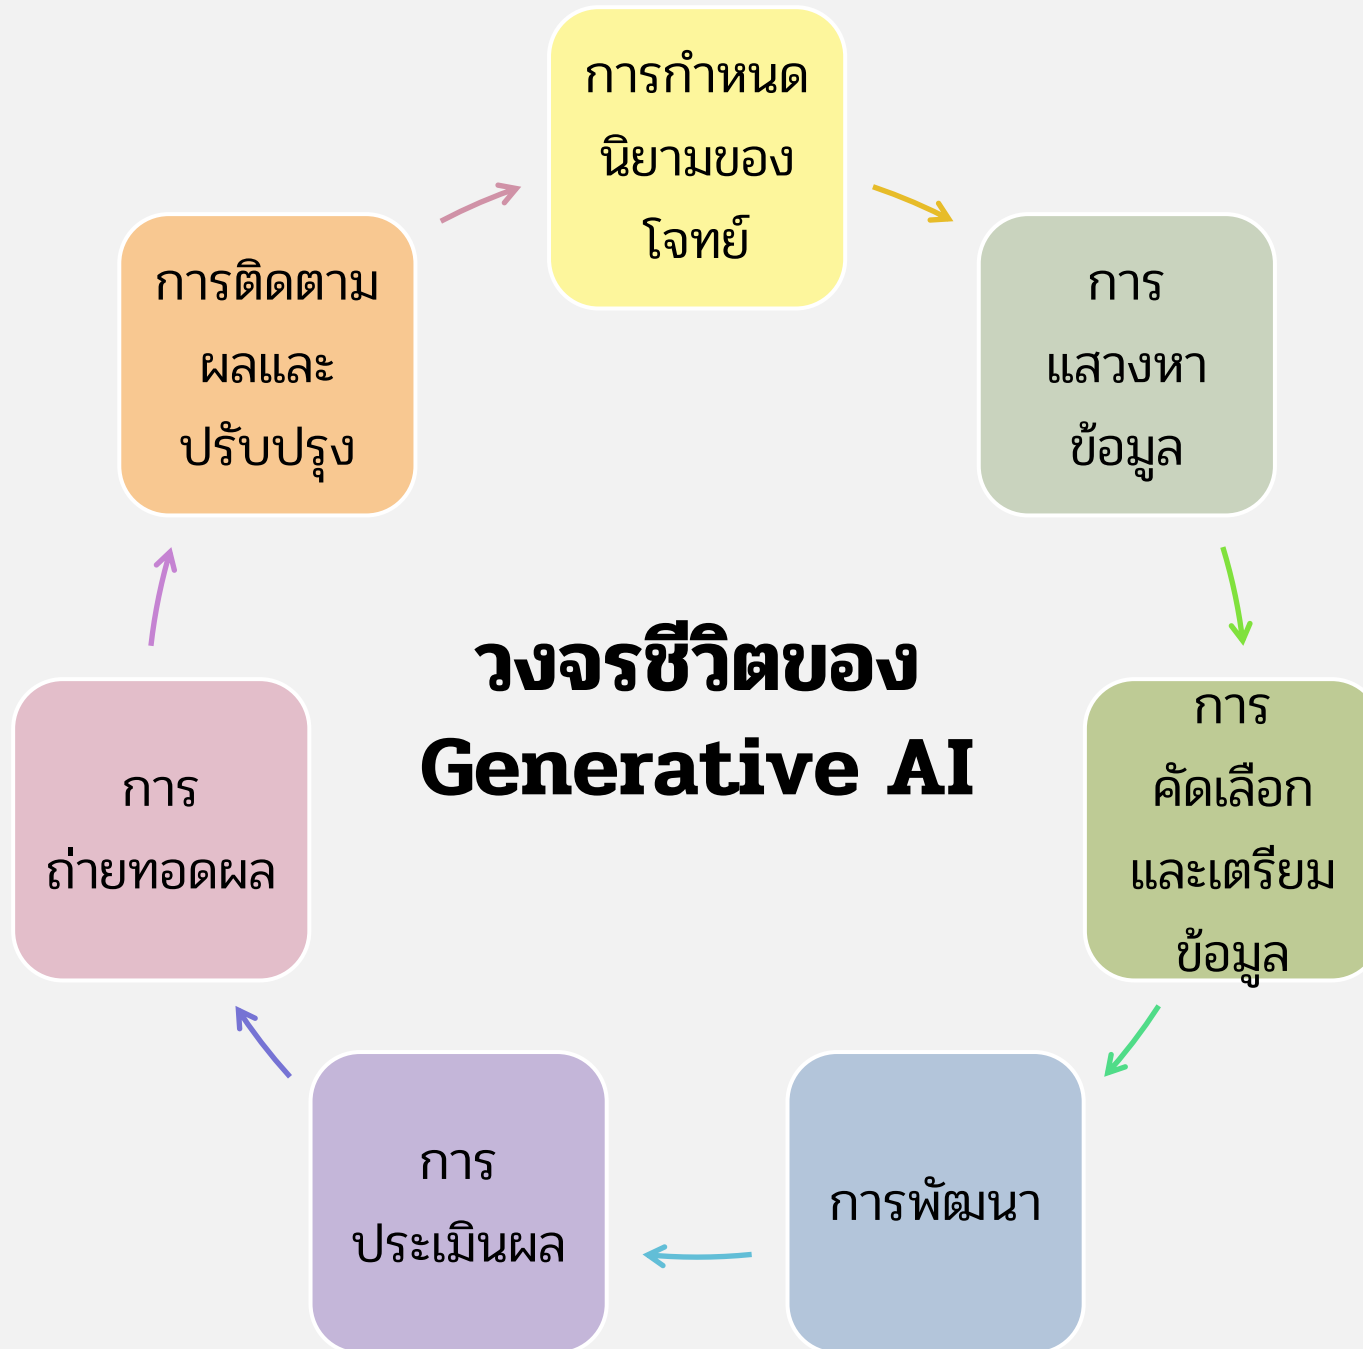 การกำหนด
นิยามของ
โจทย์
การ
แสวงหา
ข้อมูล
การ
คัดเลือก
และเตรียม
ข้อมูล
การพัฒนา
การ
ประเมินผล
การ
ถ่ายทอดผล
การติดตาม
ผลและ
ปรับปรุง
วงจรชีวิตของ
Generative AI